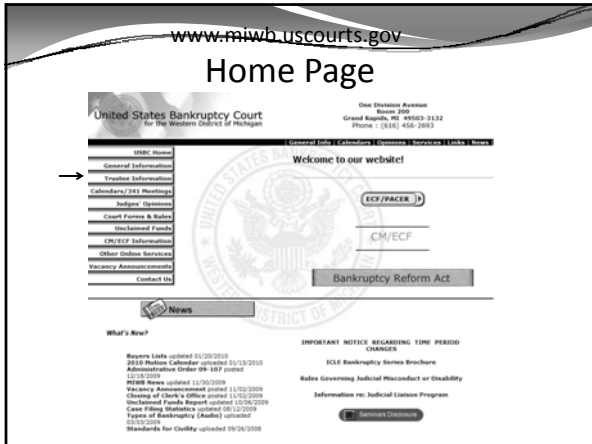 www.miwb.uscourts.gov
Home Page
United States Bankruptcy Court
for the Western District of Michigan
One Division Avenue
Room 200
Grand Rapids, MI 49503-3132
Phone : (616) 456-2693
General Info | Calendars | Opinions | Services | Links | News
USBC Home
General Information
Trustee Information
Calendars/341 Meetings
Judges' Opinions
Court Forms & Rules
Unclaimed Funds
CM/ECF Information
Other Online Services
Vacancy Announcements
Contact Us
Welcome to our website!
ECF/PACER
CM/ECF
Bankruptcy Reform Act
UNITED STATES BANKRUPTCY COURT
WESTERN DISTRICT OF MICHIGAN
News
What's New?
Buyers Lists updated 01/20/2010
2010 Motion Calendar uploaded 01/15/2010
Administrative Order 09-107 posted
12/18/2009
MIWB News updated 11/30/2009
Vacancy Announcement posted 11/02/2009
Closing of Clerk's Office posted 11/02/2009
Unclaimed Funds Report updated 10/06/2009
Case Filing Statistics updated 08/12/2009
Types of Bankruptcy (Audio) uploaded
03/03/2009
Standards for Civility uploaded 09/26/2008
IMPORTANT NOTICE REGARDING TIME PERIOD
CHANGES
ICLE Bankruptcy Series Brochure
Rules Governing Judicial Misconduct or Disability
Information re: Judicial Liaison Program
Seminars Disclosure